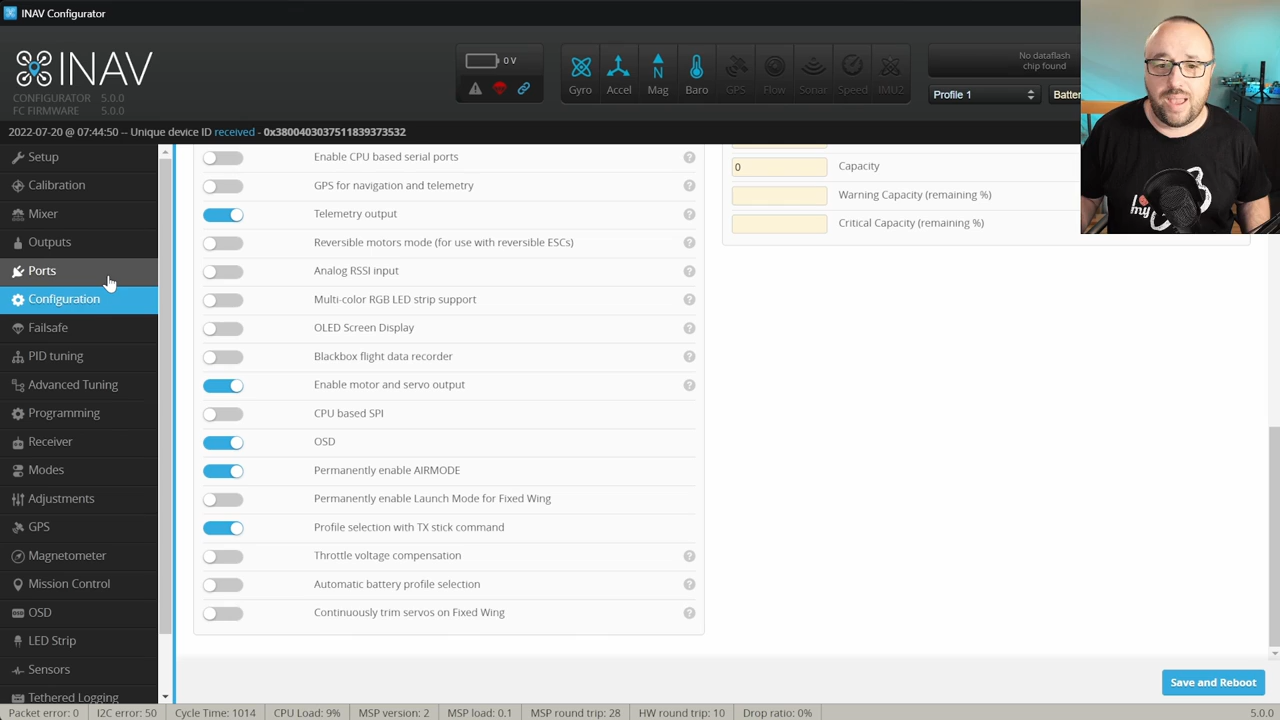 INAV Configurator
INAV
CONFIGURATOR 5.0.0
FC FIRMWARE 5.0.0
0 V
Gyro Accel Mag Baro GPS Flow Sonar Speed IMU2
No dataflash
chip found
Profile 1
Batter
2022-07-20 @ 07:44:50 -- Unique device ID received - 0x3800403037511839373532
Setup
Calibration
Mixer
Outputs
Ports
Configuration
Failsafe
PID tuning
Advanced Tuning
Programming
Receiver
Modes
Adjustments
GPS
Magnetometer
Mission Control
OSD
LED Strip
Sensors
Tethered Logging
Enable CPU based serial ports ?
GPS for navigation and telemetry ?
Telemetry output ?
Reversible motors mode (for use with reversible ESCs) ?
Analog RSSI input ?
Multi-color RGB LED strip support ?
OLED Screen Display ?
Blackbox flight data recorder ?
Enable motor and servo output ?
CPU based SPI
OSD
Permanently enable AIRMODE
Permanently enable Launch Mode for Fixed Wing
Profile selection with TX stick command
Throttle voltage compensation ?
Automatic battery profile selection ?
Continuously trim servos on Fixed Wing ?
0 Capacity
Warning Capacity (remaining %)
Critical Capacity (remaining %)
I
my
Save and Reboot
Packet error: 0 I2C error: 50 Cycle Time: 1014 CPU Load: 9% MSP version: 2 MSP load: 0.1 MSP round trip: 28 HW round trip: 10 Drop ratio: 0% 5.0.0